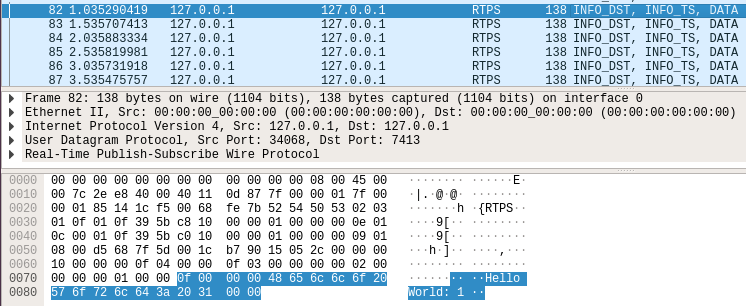 82 1.035290419 127.0.0.1 127.0.0.1 RTPS 138 INFO_DST, INFO_TS, DATA
83 1.535707413 127.0.0.1 127.0.0.1 RTPS 138 INFO_DST, INFO_TS, DATA
84 2.035883334 127.0.0.1 127.0.0.1 RTPS 138 INFO_DST, INFO_TS, DATA
85 2.535819981 127.0.0.1 127.0.0.1 RTPS 138 INFO_DST, INFO_TS, DATA
86 3.035731918 127.0.0.1 127.0.0.1 RTPS 138 INFO_DST, INFO_TS, DATA
87 3.535475757 127.0.0.1 127.0.0.1 RTPS 138 INFO_DST, INFO_TS, DATA
Frame 82: 138 bytes on wire (1104 bits), 138 bytes captured (1104 bits) on interface 0
Ethernet II, Src: 00:00:00_00:00:00 (00:00:00:00:00:00), Dst: 00:00:00_00:00:00 (00:00:00:00:00:00)
Internet Protocol Version 4, Src: 127.0.0.1, Dst: 127.0.0.1
User Datagram Protocol, Src Port: 34068, Dst Port: 7413
Real-Time Publish-Subscribe Wire Protocol
0000 00 00 00 00 00 00 00 00 00 00 00 00 08 00 45 00 ········ ······E·
0010 00 7c 2e e8 40 00 40 11 0d 87 7f 00 00 01 7f 00 ·|.·@·@· ········
0020 00 01 85 14 1c f5 00 68 fe 7b 52 54 50 53 02 03 ·······h ·{RTPS··
0030 01 0f 01 0f 39 5b c8 10 00 00 01 00 00 00 0e 01 ····9[·· ········
0040 0c 00 01 0f 39 5b c0 10 00 00 01 00 00 00 09 01 ····9[·· ········
0050 08 00 d5 68 7f 5d 00 1c b7 90 15 05 2c 00 00 00 ···h·]·· ····,···
0060 10 00 00 00 0f 04 00 00 0f 03 00 00 00 00 02 00 ········ ········
0070 00 00 00 01 00 00 0f 00 00 00 48 65 6c 6c 6f 20 ········ ··Hello
0080 57 6f 72 6c 64 3a 20 31 00 00 World: 1 ··